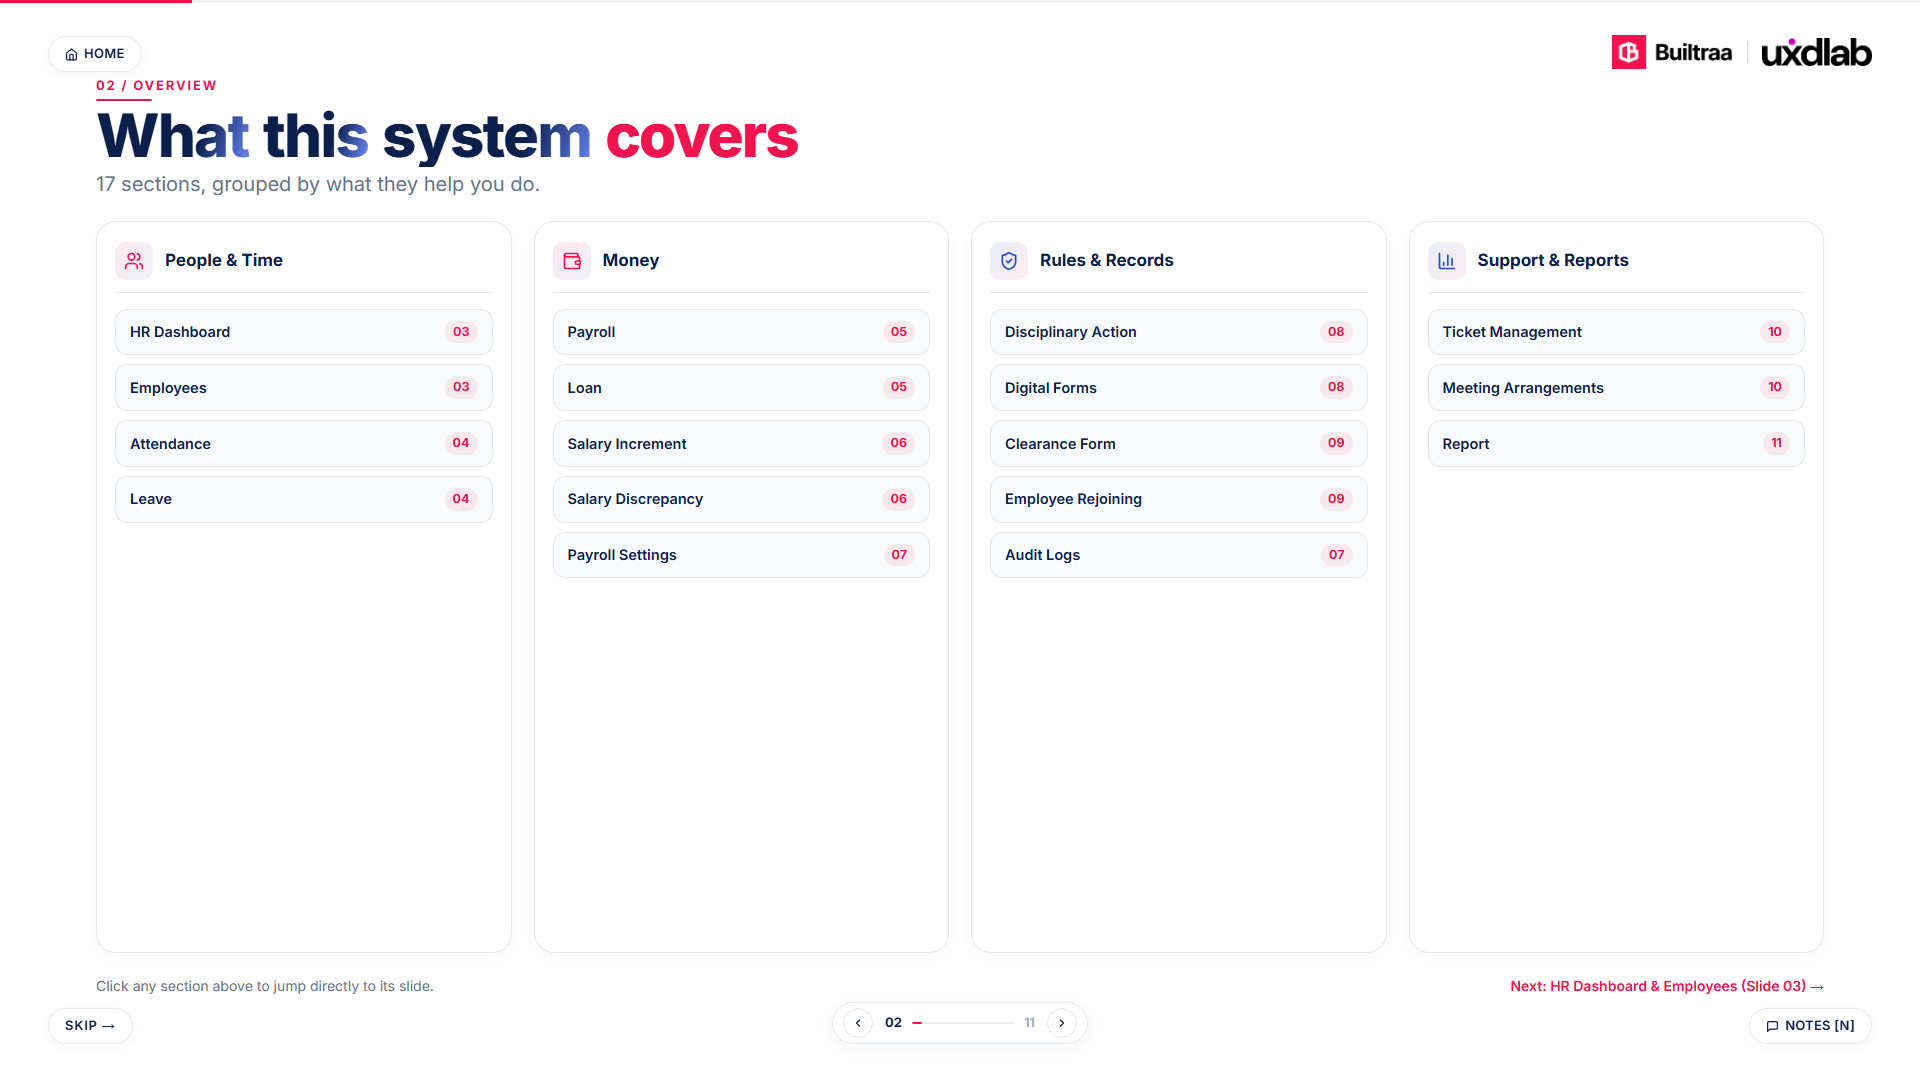 HOME
Builtraa
uxdlab
02 / OVERVIEW
What this system covers
17 sections, grouped by what they help you do.
People & Time
HR Dashboard 03
Employees 03
Attendance 04
Leave 04
Money
Payroll 05
Loan 05
Salary Increment 06
Salary Discrepancy 06
Payroll Settings 07
Rules & Records
Disciplinary Action 08
Digital Forms 08
Clearance Form 09
Employee Rejoining 09
Audit Logs 07
Support & Reports
Ticket Management 10
Meeting Arrangements 10
Report 11
Click any section above to jump directly to its slide.
Next: HR Dashboard & Employees (Slide 03) →
SKIP →
02 11
NOTES [N]